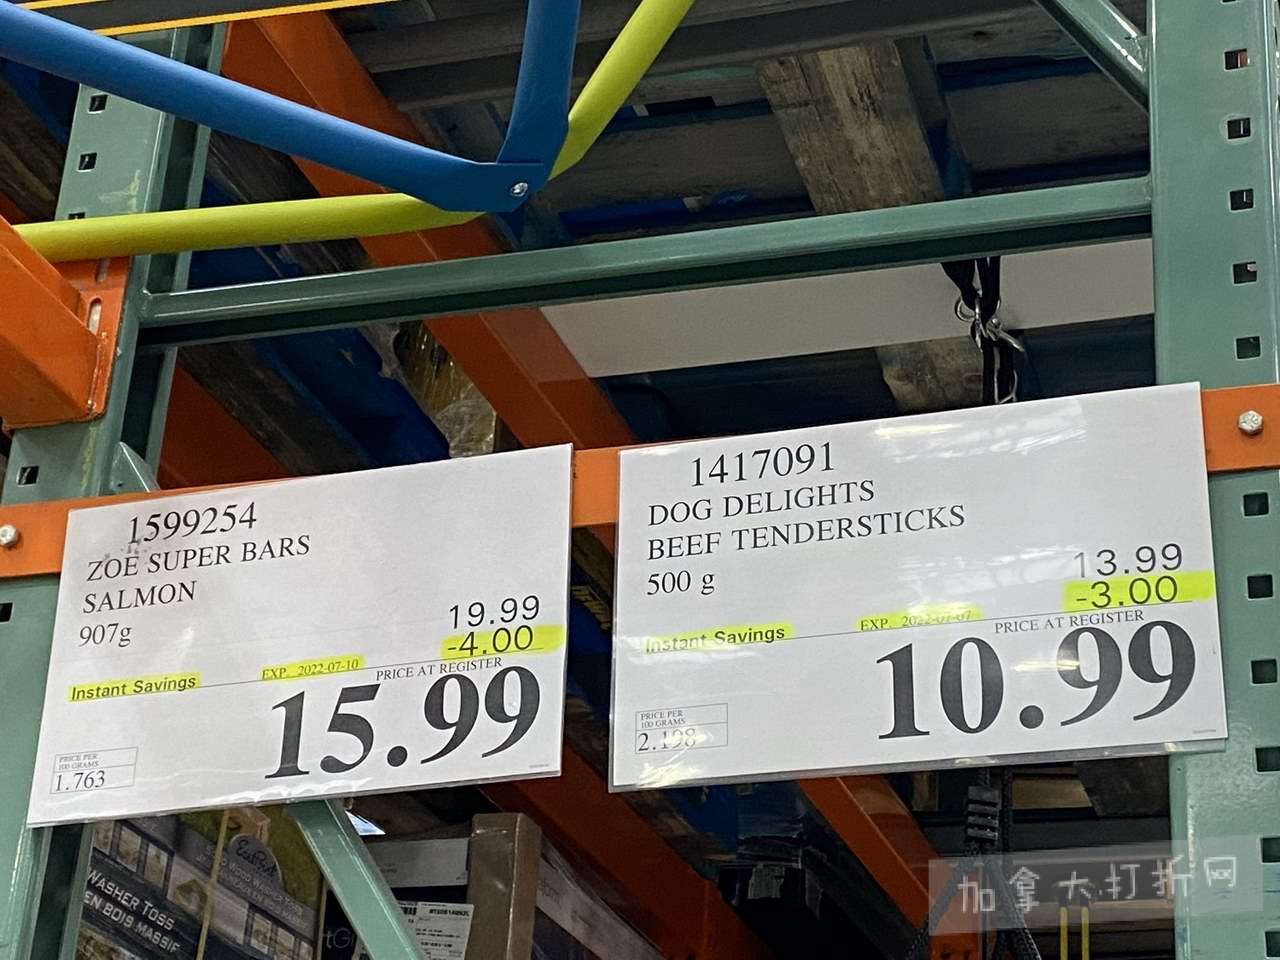 1599254
ZOE SUPER BARS
SALMON
907g
19.99
-4.00
Instant Savings
EXP. 2022-07-10
PRICE AT REGISTER
15.99
PRICE PER
100 GRAMS
1.763
1417091
DOG DELIGHTS
BEEF TENDERSTICKS
500 g
13.99
-3.00
Instant Savings
EXP. 2022-07-07
PRICE AT REGISTER
10.99
PRICE PER
100 GRAMS
2.198
EastPoint
WASHER TOSS
加拿大打折网